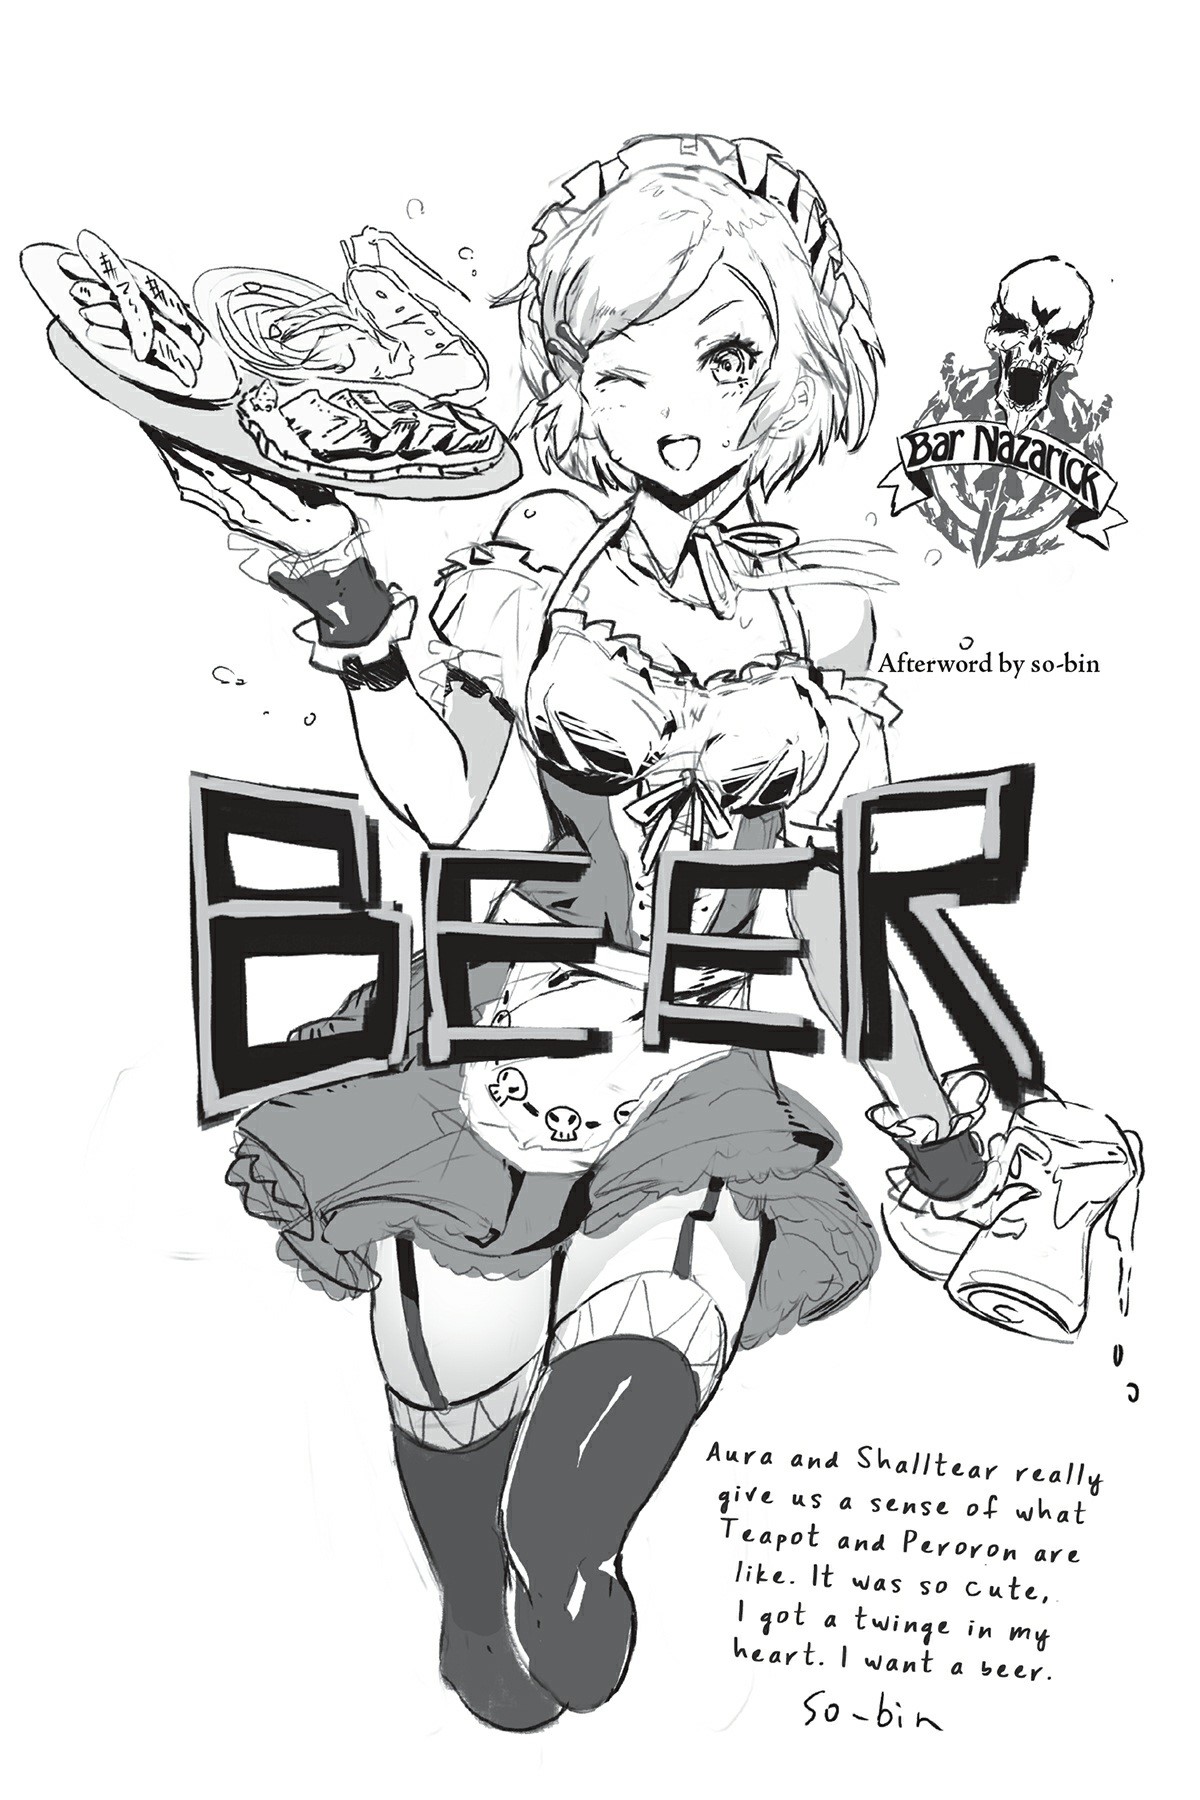 Bar Nazarick
Afterword by so-bin
BEER
Aura and Shalltear really
give us a sense of what
Teapot and Peroron are
like. It was so cute,
I got a twinge in my
heart. I want a beer.
so-bin